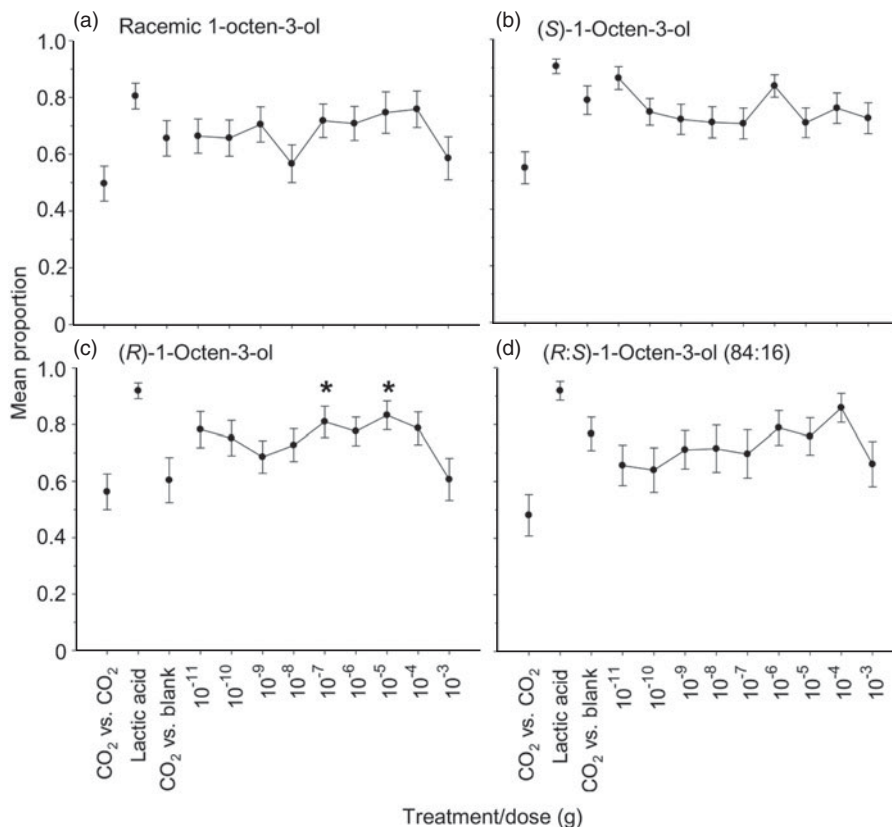 (a) Racemic 1-octen-3-ol
1.0
0.8
0.6
0.4
0.2
0
(b) (S)-1-Octen-3-ol
Mean proportion
(c) (R)-1-Octen-3-ol
1.0
0.8
0.6
0.4
0.2
0
* *
(d) (R:S)-1-Octen-3-ol (84:16)
CO₂ vs. CO₂
Lactic acid
CO₂ vs. blank
10⁻¹¹
10⁻¹⁰
10⁻⁹
10⁻⁸
10⁻⁷
10⁻⁶
10⁻⁵
10⁻⁴
10⁻³
CO₂ vs. CO₂
Lactic acid
CO₂ vs. blank
10⁻¹¹
10⁻¹⁰
10⁻⁹
10⁻⁸
10⁻⁷
10⁻⁶
10⁻⁵
10⁻⁴
10⁻³
Treatment/dose (g)